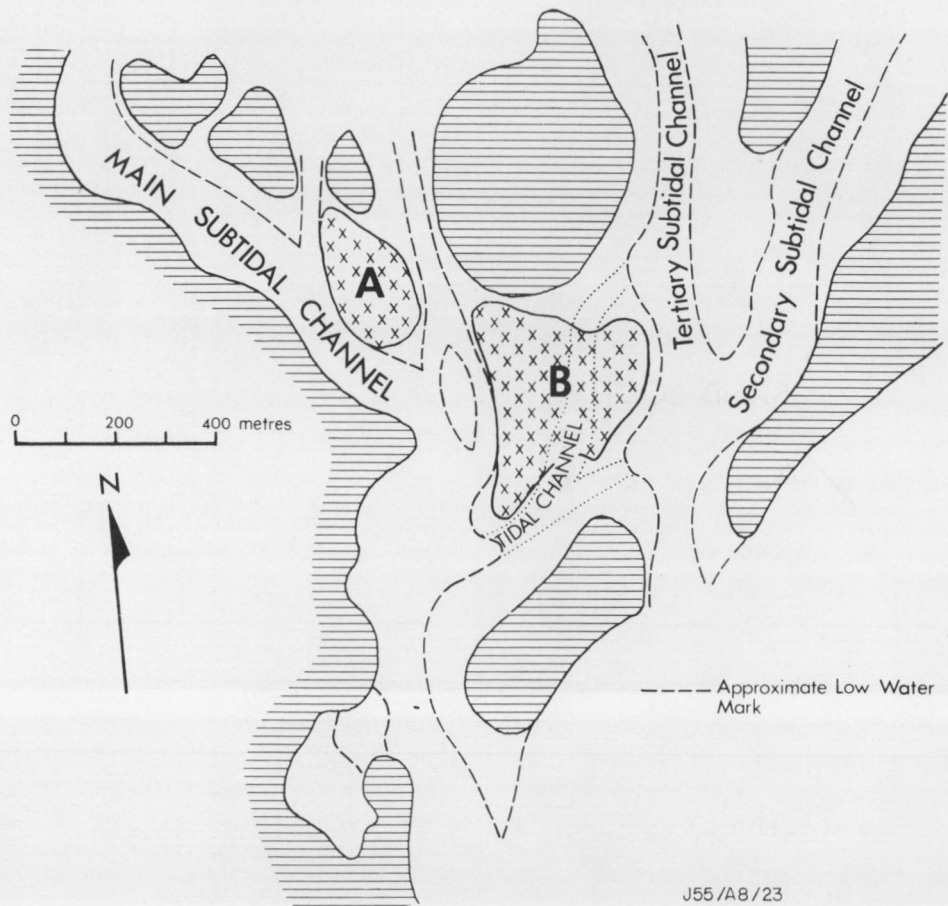 MAIN SUBTIDAL CHANNEL
A
B
Tertiary Subtidal Channel
Secondary Subtidal Channel
TIDAL CHANNEL
0 200 400 metres
N
Approximate Low Water
Mark
J55/A8/23